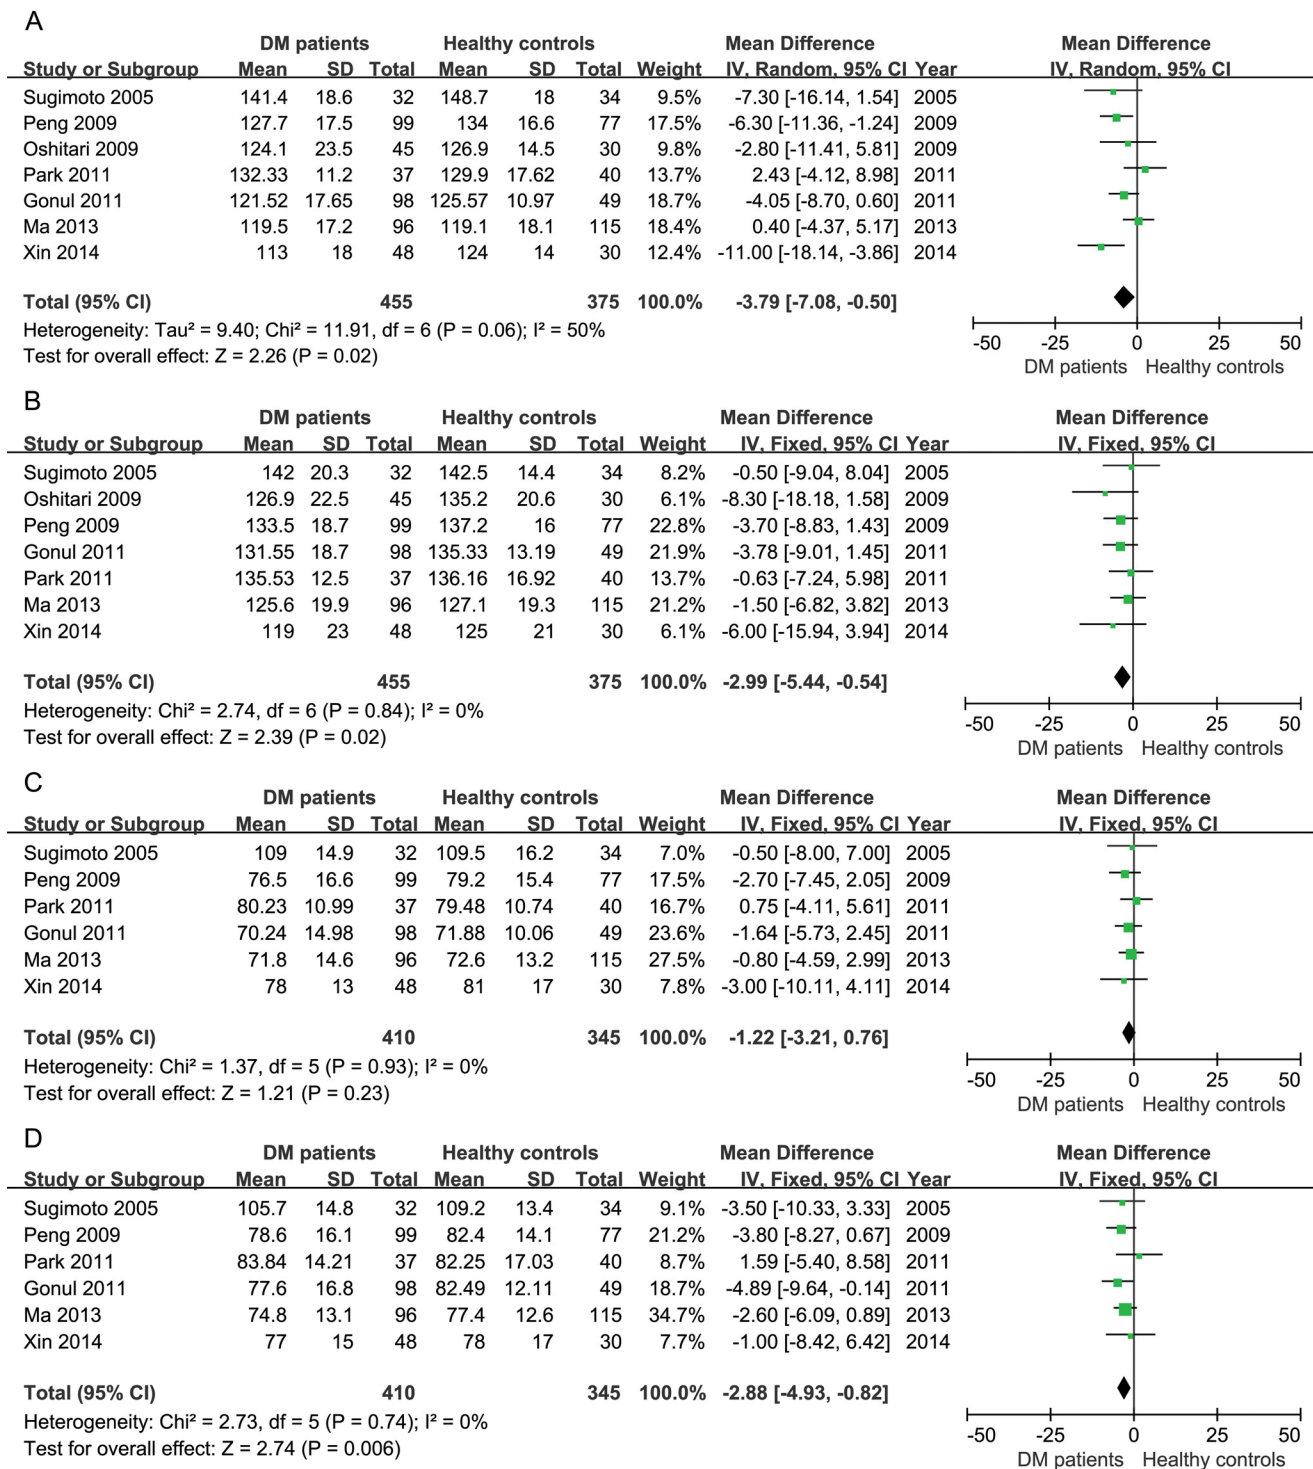 A
DM patients Healthy controls Mean Difference Mean Difference
Study or Subgroup Mean SD Total Mean SD Total Weight IV, Random, 95% CI Year IV, Random, 95% CI
Sugimoto 2005 141.4 18.6 32 148.7 18 34 9.5% -7.30 [-16.14, 1.54] 2005
Peng 2009 127.7 17.5 99 134 16.6 77 17.5% -6.30 [-11.36, -1.24] 2009
Oshitari 2009 124.1 23.5 45 126.9 14.5 30 9.8% -2.80 [-11.41, 5.81] 2009
Park 2011 132.33 11.2 37 129.9 17.62 40 13.7% 2.43 [-4.12, 8.98] 2011
Gonul 2011 121.52 17.65 98 125.57 10.97 49 18.7% -4.05 [-8.70, 0.60] 2011
Ma 2013 119.5 17.2 96 119.1 18.1 115 18.4% 0.40 [-4.37, 5.17] 2013
Xin 2014 113 18 48 124 14 30 12.4% -11.00 [-18.14, -3.86] 2014
Total (95% CI) 455 375 100.0% -3.79 [-7.08, -0.50]
Heterogeneity: Tau² = 9.40; Chi² = 11.91, df = 6 (P = 0.06); I² = 50%
Test for overall effect: Z = 2.26 (P = 0.02)
-50 -25 0 25 50
DM patients Healthy controls
B
DM patients Healthy controls Mean Difference Mean Difference
Study or Subgroup Mean SD Total Mean SD Total Weight IV, Fixed, 95% CI Year IV, Fixed, 95% CI
Sugimoto 2005 142 20.3 32 142.5 14.4 34 8.2% -0.50 [-9.04, 8.04] 2005
Oshitari 2009 126.9 22.5 45 135.2 20.6 30 6.1% -8.30 [-18.18, 1.58] 2009
Peng 2009 133.5 18.7 99 137.2 16 77 22.8% -3.70 [-8.83, 1.43] 2009
Gonul 2011 131.55 18.7 98 135.33 13.19 49 21.9% -3.78 [-9.01, 1.45] 2011
Park 2011 135.53 12.5 37 136.16 16.92 40 13.7% -0.63 [-7.24, 5.98] 2011
Ma 2013 125.6 19.9 96 127.1 19.3 115 21.2% -1.50 [-6.82, 3.82] 2013
Xin 2014 119 23 48 125 21 30 6.1% -6.00 [-15.94, 3.94] 2014
Total (95% CI) 455 375 100.0% -2.99 [-5.44, -0.54]
Heterogeneity: Chi² = 2.74, df = 6 (P = 0.84); I² = 0%
Test for overall effect: Z = 2.39 (P = 0.02)
-50 -25 0 25 50
DM patients Healthy controls
C
DM patients Healthy controls Mean Difference Mean Difference
Study or Subgroup Mean SD Total Mean SD Total Weight IV, Fixed, 95% CI Year IV, Fixed, 95% CI
Sugimoto 2005 109 14.9 32 109.5 16.2 34 7.0% -0.50 [-8.00, 7.00] 2005
Peng 2009 76.5 16.6 99 79.2 15.4 77 17.5% -2.70 [-7.45, 2.05] 2009
Park 2011 80.23 10.99 37 79.48 10.74 40 16.7% 0.75 [-4.11, 5.61] 2011
Gonul 2011 70.24 14.98 98 71.88 10.06 49 23.6% -1.64 [-5.73, 2.45] 2011
Ma 2013 71.8 14.6 96 72.6 13.2 115 27.5% -0.80 [-4.59, 2.99] 2013
Xin 2014 78 13 48 81 17 30 7.8% -3.00 [-10.11, 4.11] 2014
Total (95% CI) 410 345 100.0% -1.22 [-3.21, 0.76]
Heterogeneity: Chi² = 1.37, df = 5 (P = 0.93); I² = 0%
Test for overall effect: Z = 1.21 (P = 0.23)
-50 -25 0 25 50
DM patients Healthy controls
D
DM patients Healthy controls Mean Difference Mean Difference
Study or Subgroup Mean SD Total Mean SD Total Weight IV, Fixed, 95% CI Year IV, Fixed, 95% CI
Sugimoto 2005 105.7 14.8 32 109.2 13.4 34 9.1% -3.50 [-10.33, 3.33] 2005
Peng 2009 78.6 16.1 99 82.4 14.1 77 21.2% -3.80 [-8.27, 0.67] 2009
Park 2011 83.84 14.21 37 82.25 17.03 40 8.7% 1.59 [-5.40, 8.58] 2011
Gonul 2011 77.6 16.8 98 82.49 12.11 49 18.7% -4.89 [-9.64, -0.14] 2011
Ma 2013 74.8 13.1 96 77.4 12.6 115 34.7% -2.60 [-6.09, 0.89] 2013
Xin 2014 77 15 48 78 17 30 7.7% -1.00 [-8.42, 6.42] 2014
Total (95% CI) 410 345 100.0% -2.88 [-4.93, -0.82]
Heterogeneity: Chi² = 2.73, df = 5 (P = 0.74); I² = 0%
Test for overall effect: Z = 2.74 (P = 0.006)
-50 -25 0 25 50
DM patients Healthy controls